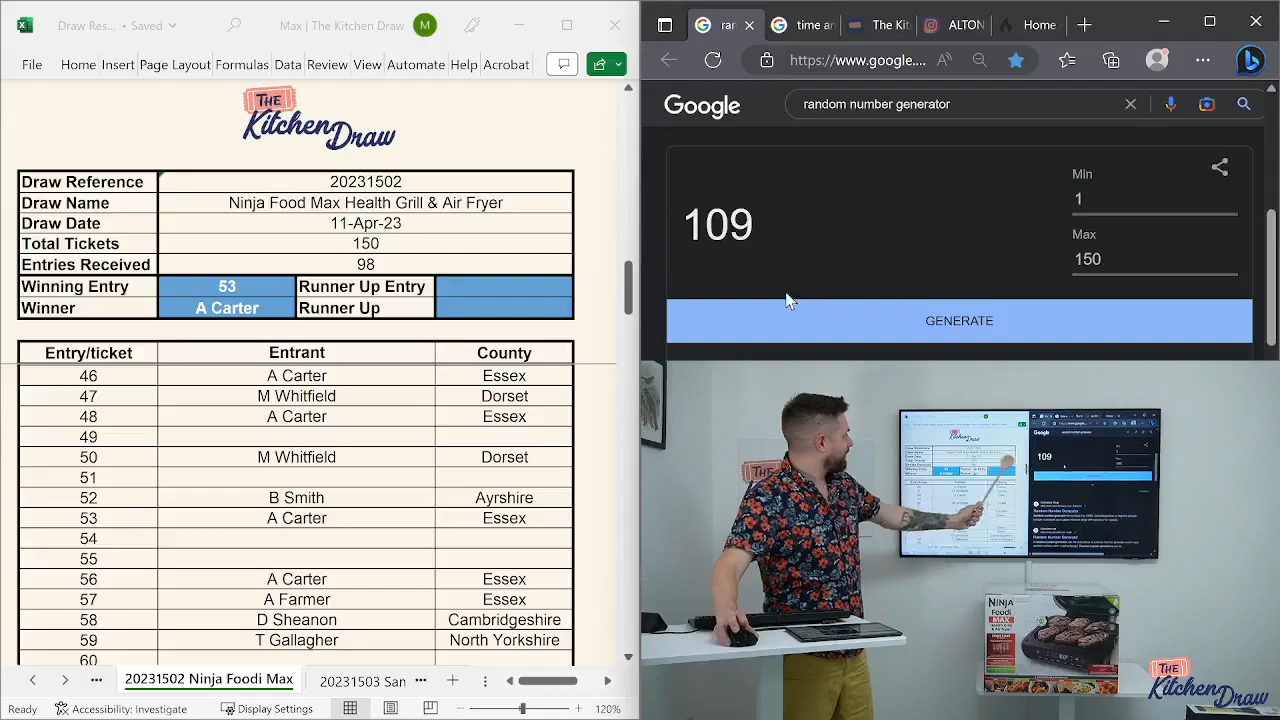 Draw Res... • Saved
Max | The Kitchen Draw
M
File Home Insert Page Layout Formulas Data Review View Automate Help Acrobat
THE
Kitchen Draw
Draw Reference 20231502
Draw Name Ninja Food Max Health Grill & Air Fryer
Draw Date 11-Apr-23
Total Tickets 150
Entries Received 98
Winning Entry 53 Runner Up Entry
Winner A Carter Runner Up
Entry/ticket Entrant County
46 A Carter Essex
47 M Whitfield Dorset
48 A Carter Essex
49
50 M Whitfield Dorset
51
52 B Smith Ayrshire
53 A Carter Essex
54
55
56 A Carter Essex
57 A Farmer Essex
58 D Sheanon Cambridgeshire
59 T Gallagher North Yorkshire
60
20231502 Ninja Foodi Max 20231503 San
Ready Accessibility: Investigate Display Settings 120%
rar time ar The Kit ALTON Home
https://www.google....
Google random number generator
Min
1
109
Max
150
GENERATE
Kitchen Draw
Google
109
THE
NINJA
Foodi
MAX
THE
Kitchen Draw